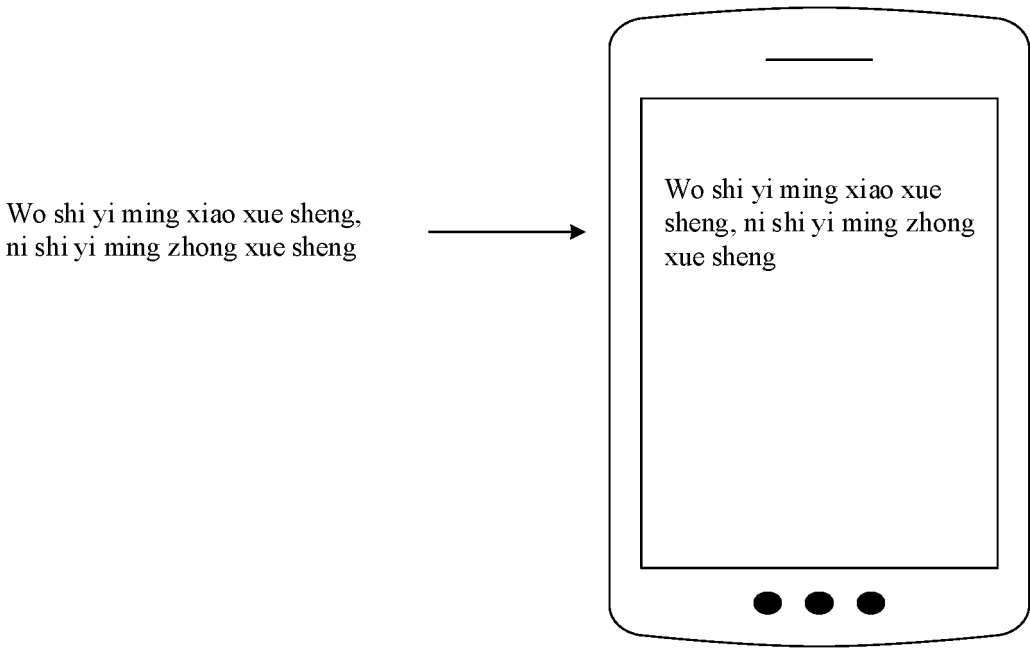 Wo shi yi ming xiao xue sheng,
ni shi yi ming zhong xue sheng
Wo shi yi ming xiao xue
sheng, ni shi yi ming zhong
xue sheng